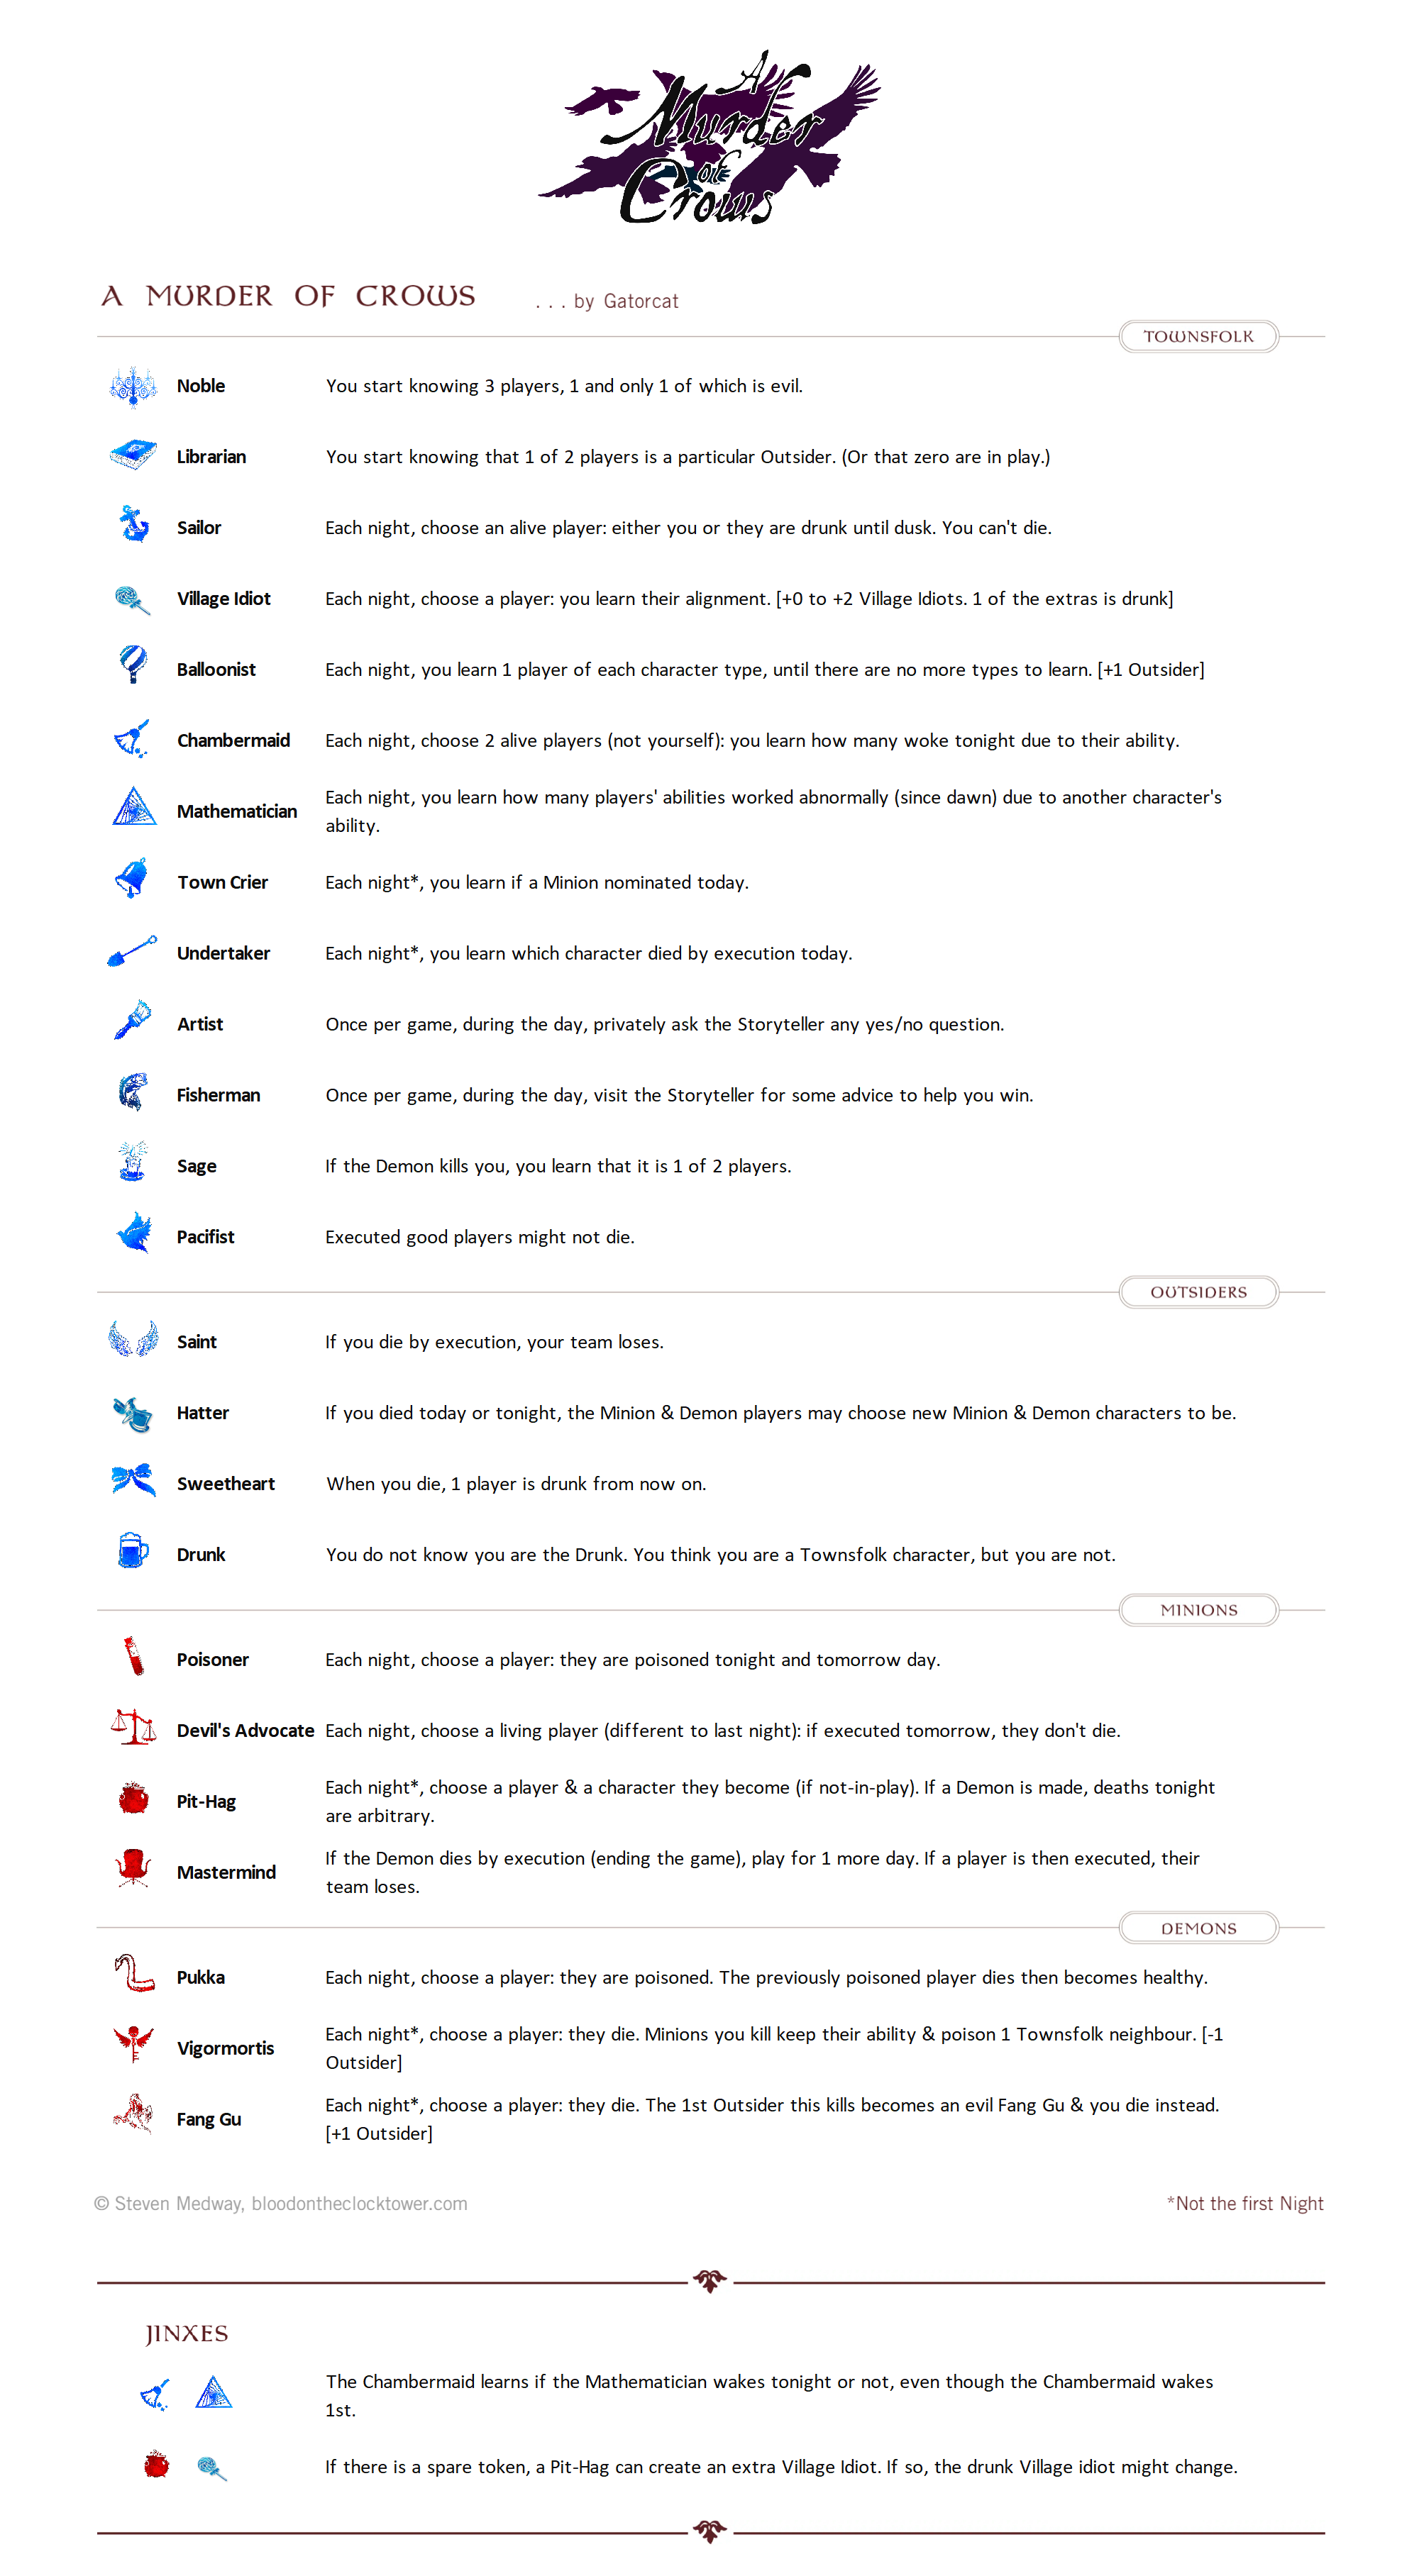 A
Murder
of
Crows
A MURDER OF CROWS . . . by Gatorcat
TOWNSFOLK
Noble You start knowing 3 players, 1 and only 1 of which is evil.
Librarian You start knowing that 1 of 2 players is a particular Outsider. (Or that zero are in play.)
Sailor Each night, choose an alive player: either you or they are drunk until dusk. You can't die.
Village Idiot Each night, choose a player: you learn their alignment. [+0 to +2 Village Idiots. 1 of the extras is drunk]
Balloonist Each night, you learn 1 player of each character type, until there are no more types to learn. [+1 Outsider]
Chambermaid Each night, choose 2 alive players (not yourself): you learn how many woke tonight due to their ability.
Mathematician Each night, you learn how many players' abilities worked abnormally (since dawn) due to another character's
ability.
Town Crier Each night*, you learn if a Minion nominated today.
Undertaker Each night*, you learn which character died by execution today.
Artist Once per game, during the day, privately ask the Storyteller any yes/no question.
Fisherman Once per game, during the day, visit the Storyteller for some advice to help you win.
Sage If the Demon kills you, you learn that it is 1 of 2 players.
Pacifist Executed good players might not die.
OUTSIDERS
Saint If you die by execution, your team loses.
Hatter If you died today or tonight, the Minion & Demon players may choose new Minion & Demon characters to be.
Sweetheart When you die, 1 player is drunk from now on.
Drunk You do not know you are the Drunk. You think you are a Townsfolk character, but you are not.
MINIONS
Poisoner Each night, choose a player: they are poisoned tonight and tomorrow day.
Devil's Advocate Each night, choose a living player (different to last night): if executed tomorrow, they don't die.
Pit-Hag Each night*, choose a player & a character they become (if not-in-play). If a Demon is made, deaths tonight
are arbitrary.
Mastermind If the Demon dies by execution (ending the game), play for 1 more day. If a player is then executed, their
team loses.
DEMONS
Pukka Each night, choose a player: they are poisoned. The previously poisoned player dies then becomes healthy.
Vigormortis Each night*, choose a player: they die. Minions you kill keep their ability & poison 1 Townsfolk neighbour. [-1
Outsider]
Fang Gu Each night*, choose a player: they die. The 1st Outsider this kills becomes an evil Fang Gu & you die instead.
[+1 Outsider]
© Steven Medway, bloodontheclocktower.com *Not the first Night
JINXES
The Chambermaid learns if the Mathematician wakes tonight or not, even though the Chambermaid wakes
1st.
If there is a spare token, a Pit-Hag can create an extra Village Idiot. If so, the drunk Village idiot might change.